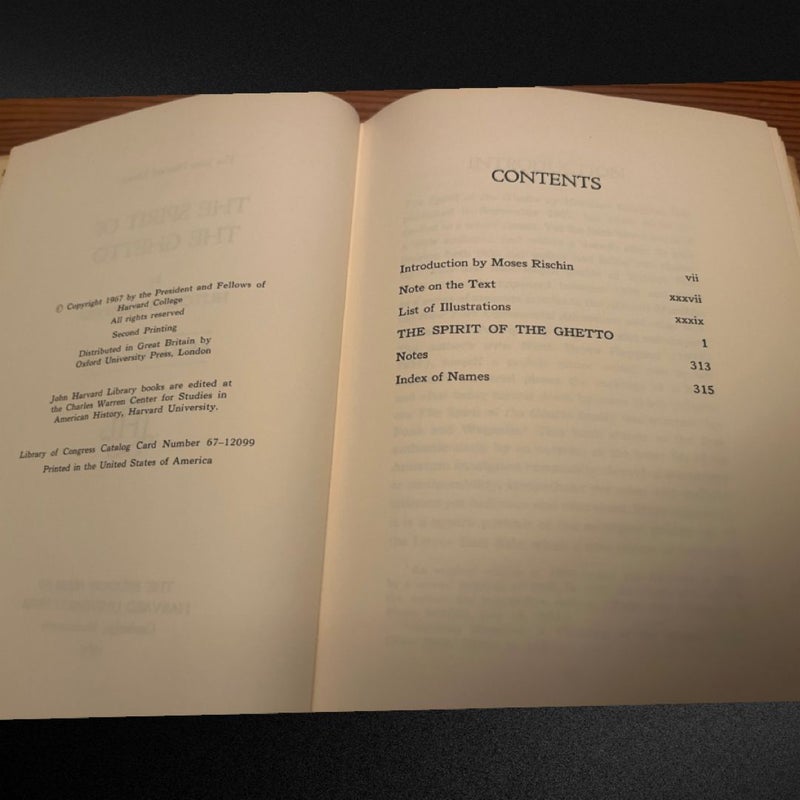 © Copyright 1967 by the President and Fellows of
Harvard College
All rights reserved
Second Printing
Distributed in Great Britain by
Oxford University Press, London
John Harvard Library books are edited at
the Charles Warren Center for Studies in
American History, Harvard University.
Library of Congress Catalog Card Number 67–12099
Printed in the United States of America
CONTENTS
Introduction by Moses Rischin vii
Note on the Text xxxvii
List of Illustrations xxxix
THE SPIRIT OF THE GHETTO 1
Notes 313
Index of Names 315